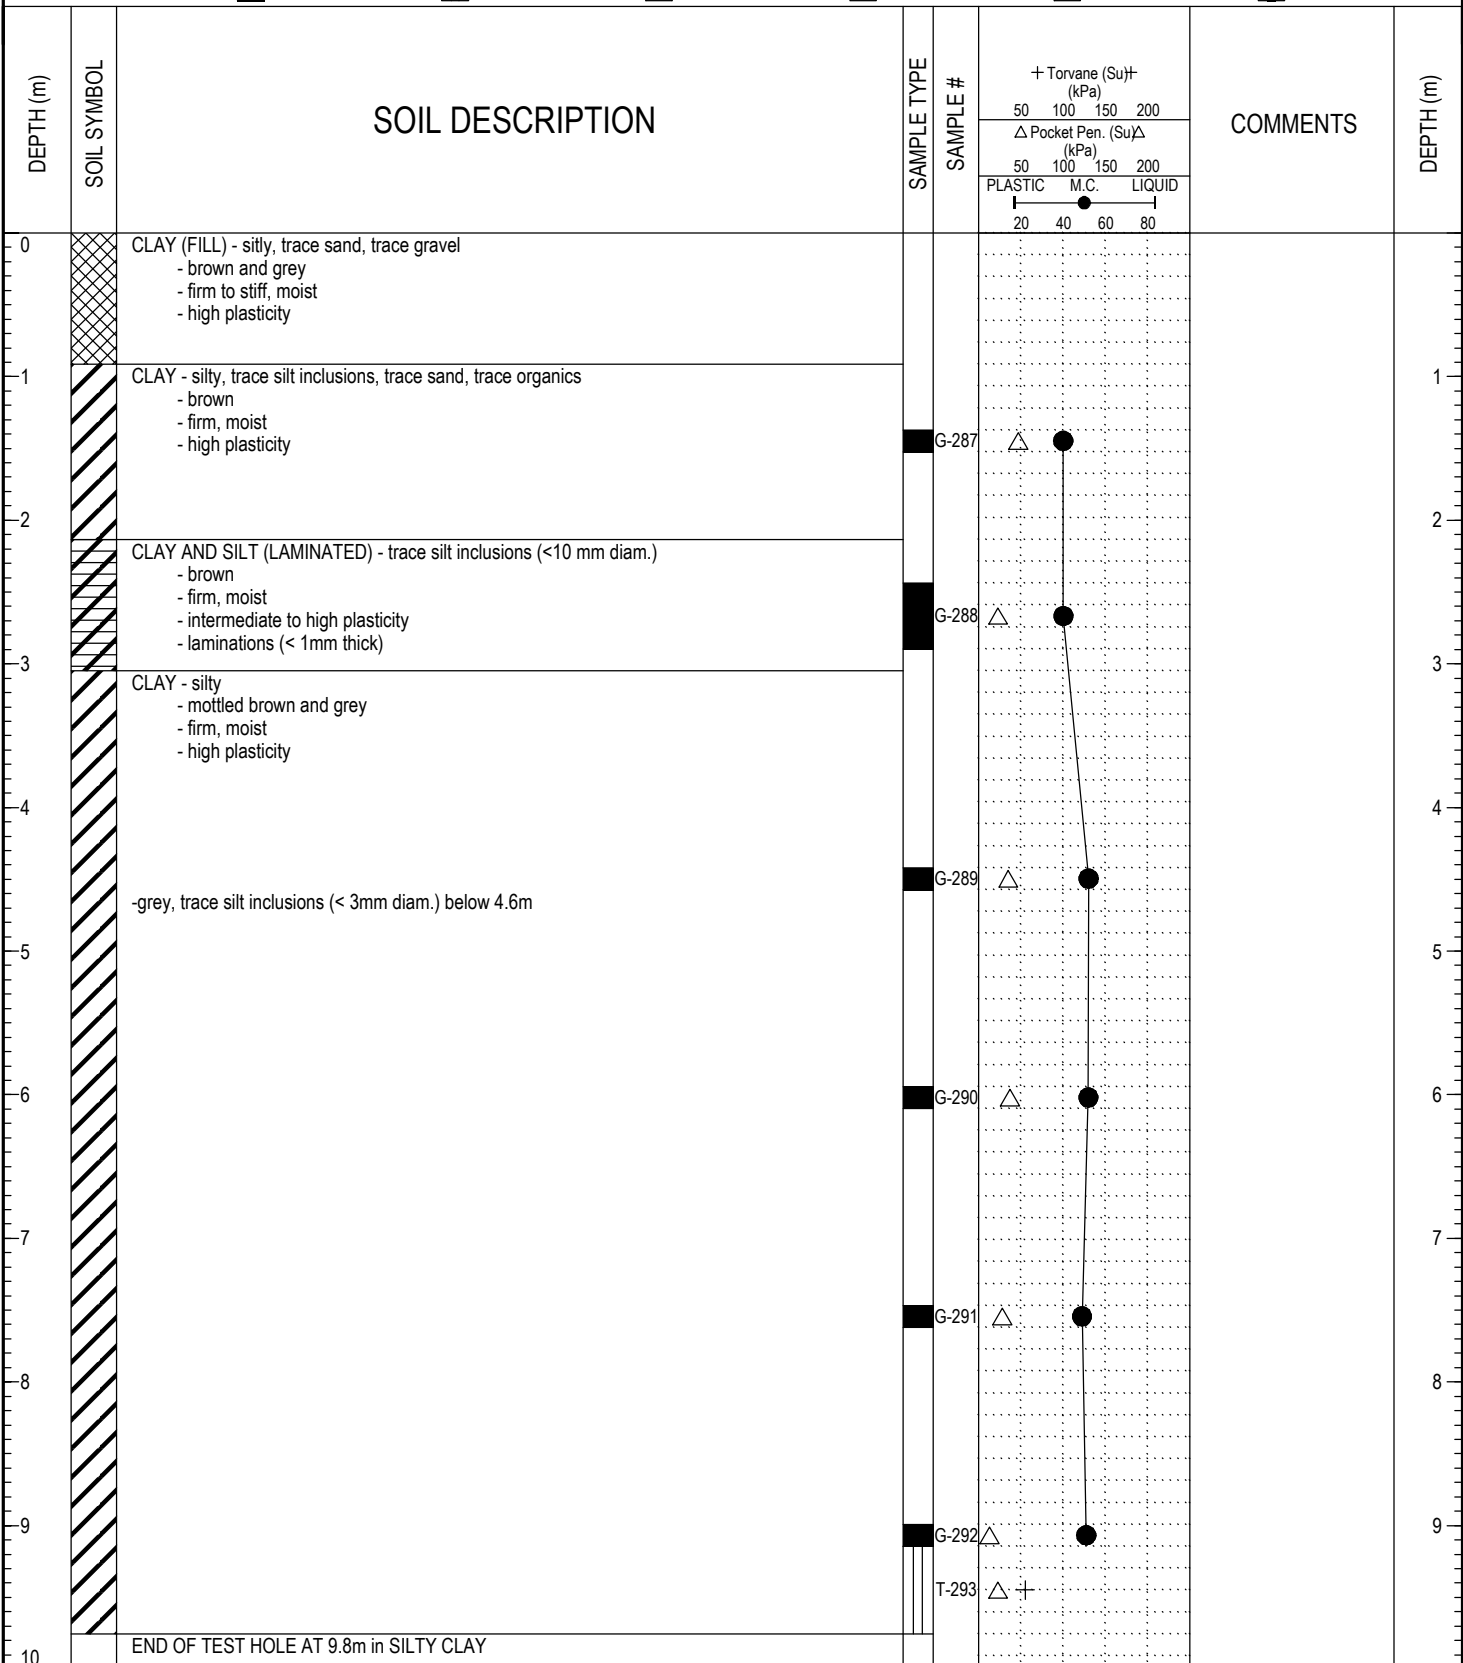 DEPTH (m)
SOIL SYMBOL
SOIL DESCRIPTION
SAMPLE TYPE
SAMPLE #
+ Torvane (Su)+
(kPa)
50 100 150 200
△ Pocket Pen. (Su)△
(kPa)
50 100 150 200
PLASTIC M.C. LIQUID
20 40 60 80
COMMENTS
DEPTH (m)
0
CLAY (FILL) - sitly, trace sand, trace gravel
- brown and grey
- firm to stiff, moist
- high plasticity
1
CLAY - silty, trace silt inclusions, trace sand, trace organics
1
- brown
- firm, moist
- high plasticity
G-287
2
2
CLAY AND SILT (LAMINATED) - trace silt inclusions (<10 mm diam.)
- brown
- firm, moist
- intermediate to high plasticity
G-288
- laminations (< 1mm thick)
3
3
CLAY - silty
- mottled brown and grey
- firm, moist
- high plasticity
4
4
G-289
-grey, trace silt inclusions (< 3mm diam.) below 4.6m
5
5
6
G-290
6
7
7
G-291
8
8
9
G-292
9
T-293
END OF TEST HOLE AT 9.8m in SILTY CLAY
10